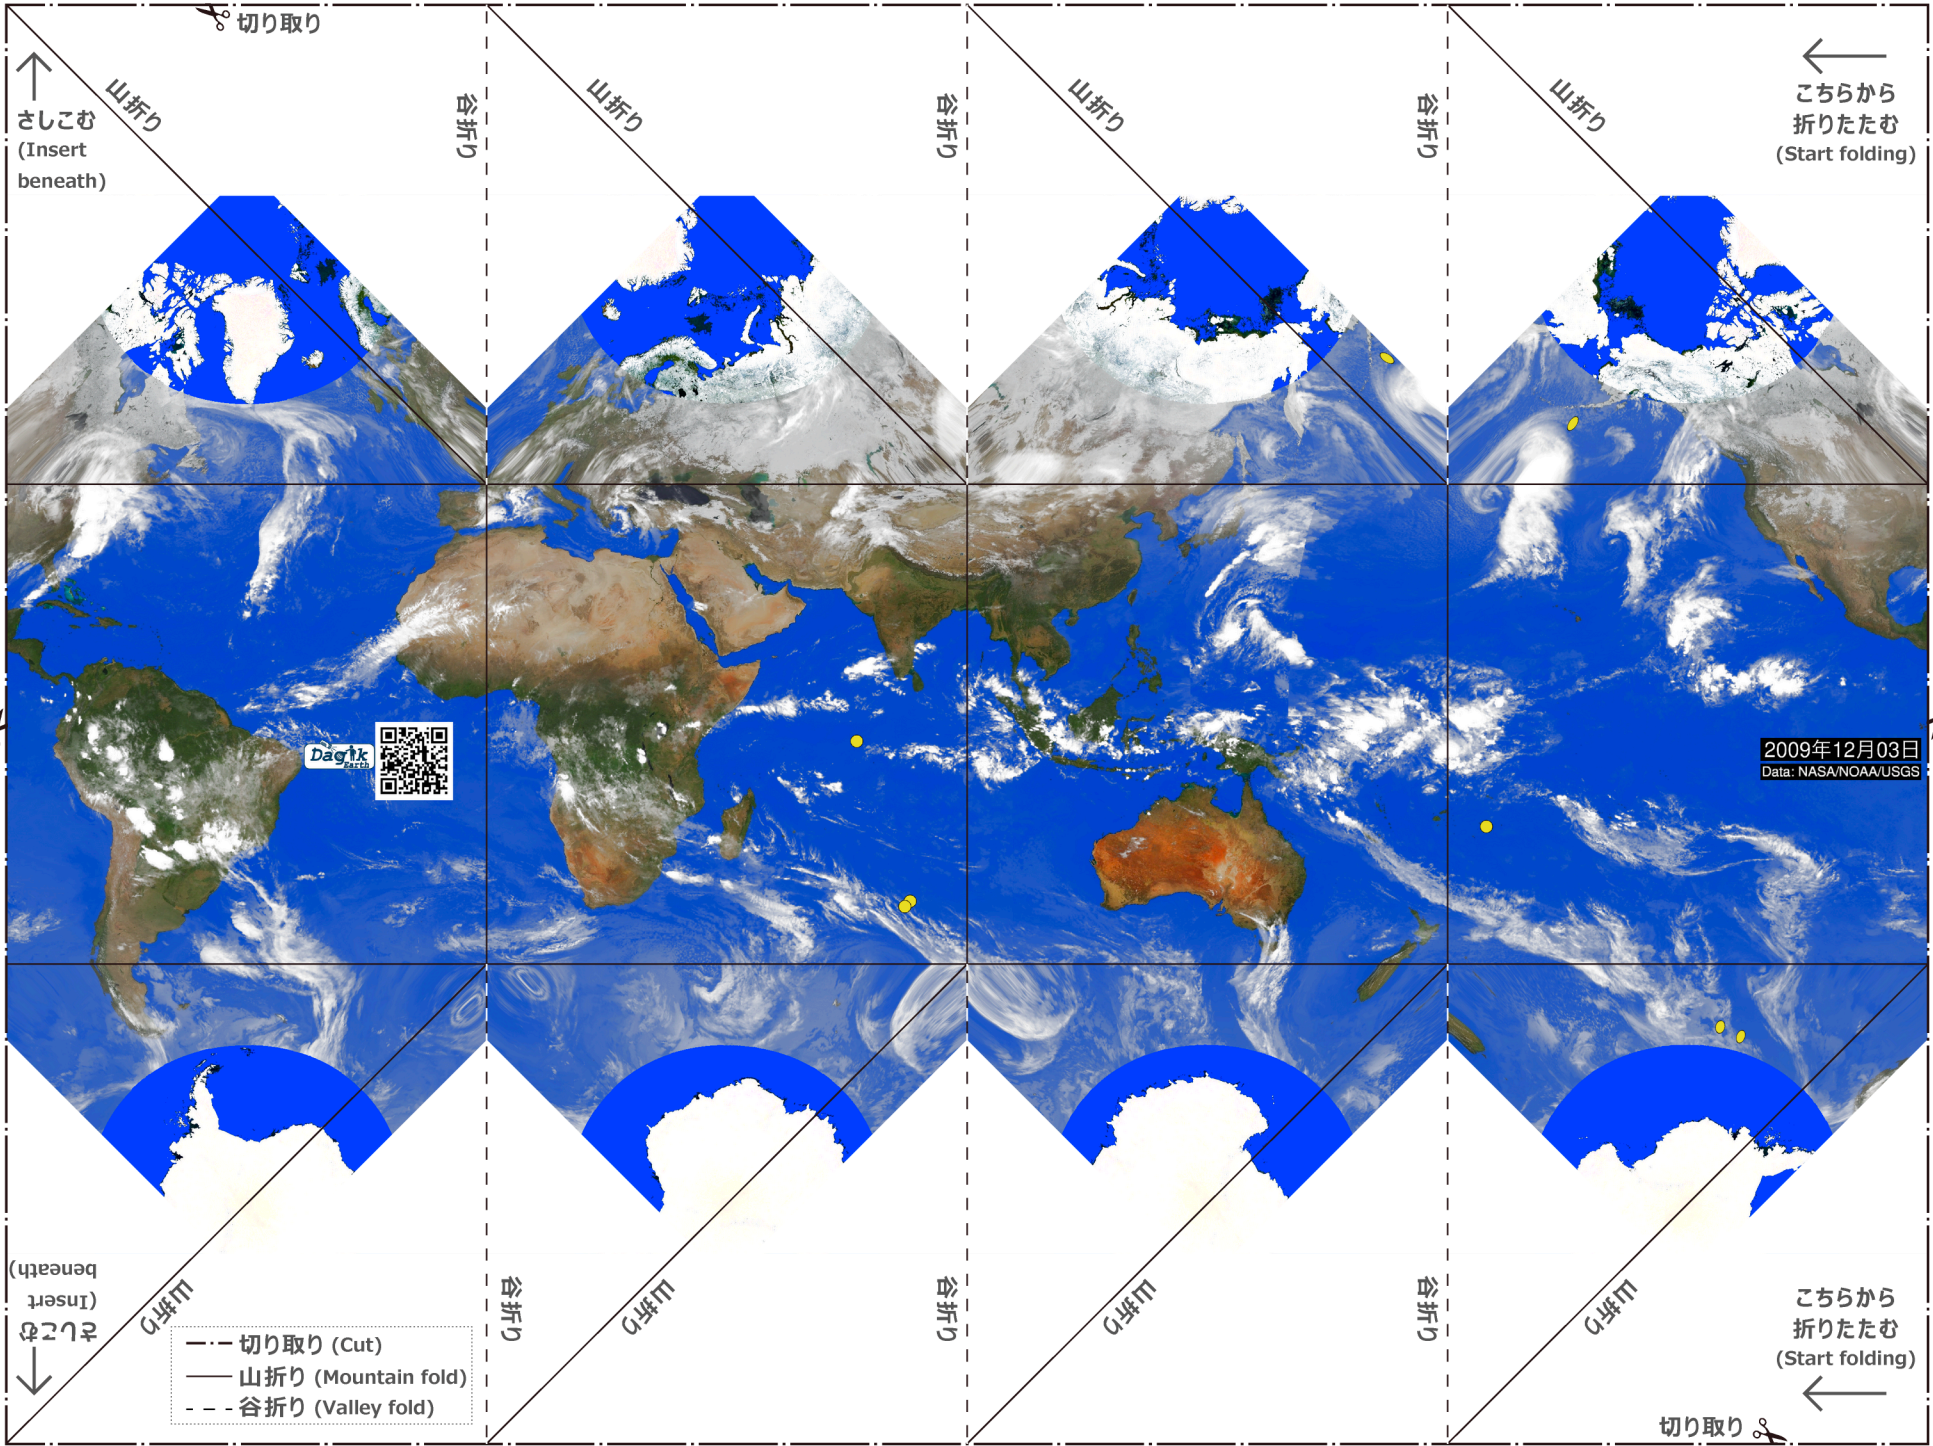 切り取り
さしこむ
(Insert
beneath)
山折り
谷折り
山折り
谷折り
山折り
谷折り
山折り
こちらから
折りたたむ
(Start folding)
Dagik
Earth
2009年12月03日
Data: NASA/NOAA/USGS
さしこむ
(Insert
beneath)
山折り
谷折り
山折り
谷折り
山折り
谷折り
山折り
こちらから
折りたたむ
(Start folding)
切り取り (Cut)
山折り (Mountain fold)
谷折り (Valley fold)
切り取り